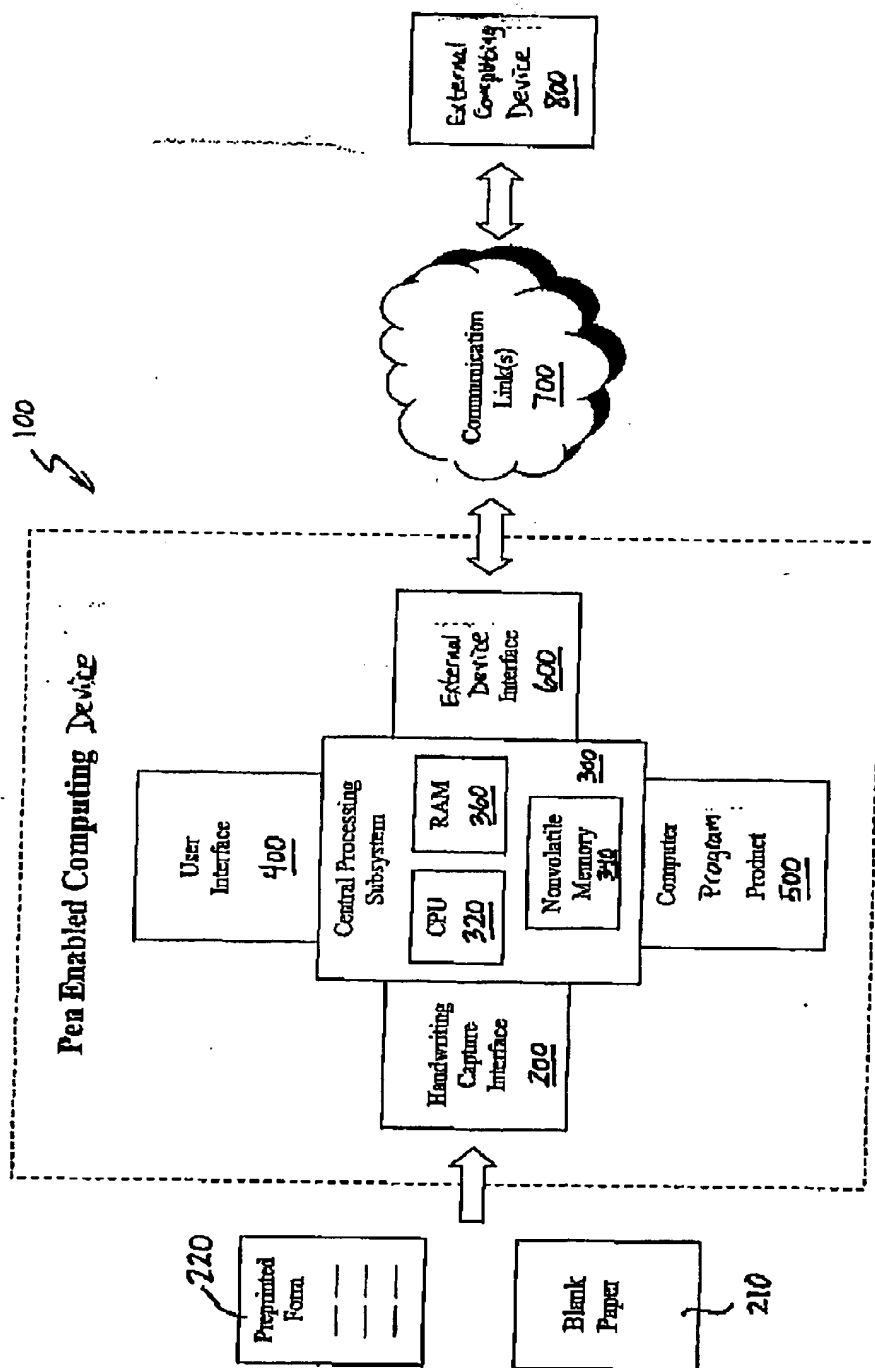 100
Pen Enabled Computing Device
220
Preprinted
Form
Blank
Paper
210
Handwriting
Capture
Interface
200
User
Interface
400
Central Processing
Subsystem
CPU
320
RAM
360
Nonvolatile
Memory
340
300
Computer
Program
Product
500
External
Device
Interface
600
Communication
Link(s)
700
External
Computing
Device
800